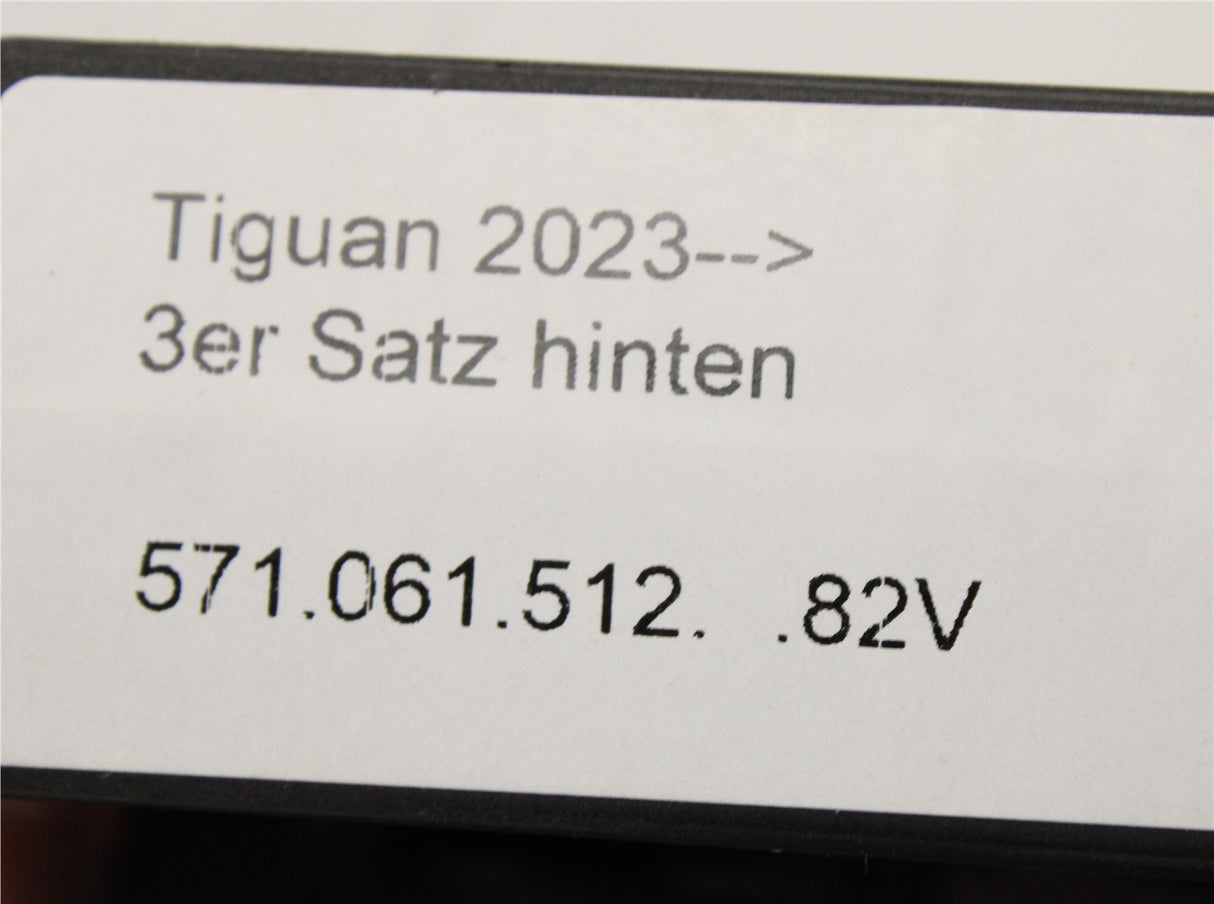 Tiguan 2023-->
3er Satz hinten
571.061.512. .82V